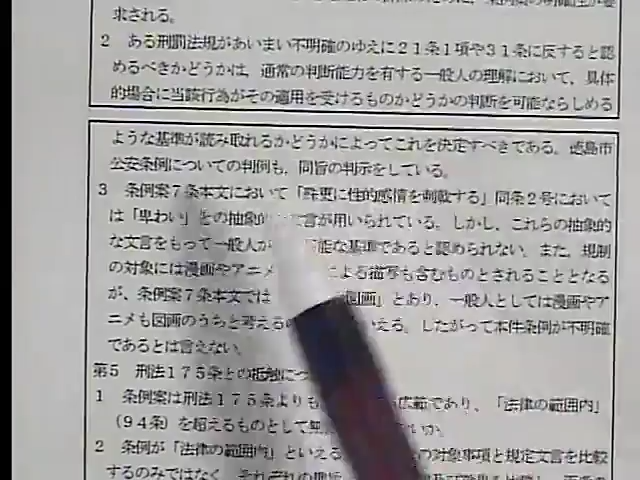 求される。
2 ある刑罰法規があいまい不明確のゆえに21条1項や31条に反すると認
めるべきかどうかは、通常の判断能力を有する一般人の理解において、具体
的場合に当該行為がその適用を受けるものかどうかの判断を可能ならしめる
ような基準が読み取れるかどうかによってこれを決定すべきである。徳島市
公安条例についての判例も、同旨の判示をしている。
3 条例案7条本文において「殊更に性的感情を刺激する」同条2号において
は「卑わい」との抽象的 文言が用いられている。しかし、これらの抽象的
な文言をもって一般人が 可能な基準であると認められない。また、規制
の対象には漫画やアニメ による描写も含むものとされることとなる
が、条例案7条本文では 図画」とあり、一般人としては漫画やア
ニメも図画のうちと考える いえる。したがって本件条例が不明確
であるとは言えない。
第5 刑法175条との抵触につ
1 条例案は刑法175条よりも 広範であり、「法律の範囲内」
(94条)を超えるものとして無 ないか。
2 条例が「法律の範囲内」といえる の対象事項と規定文言を比較
するのみではなく、それぞれの趣旨